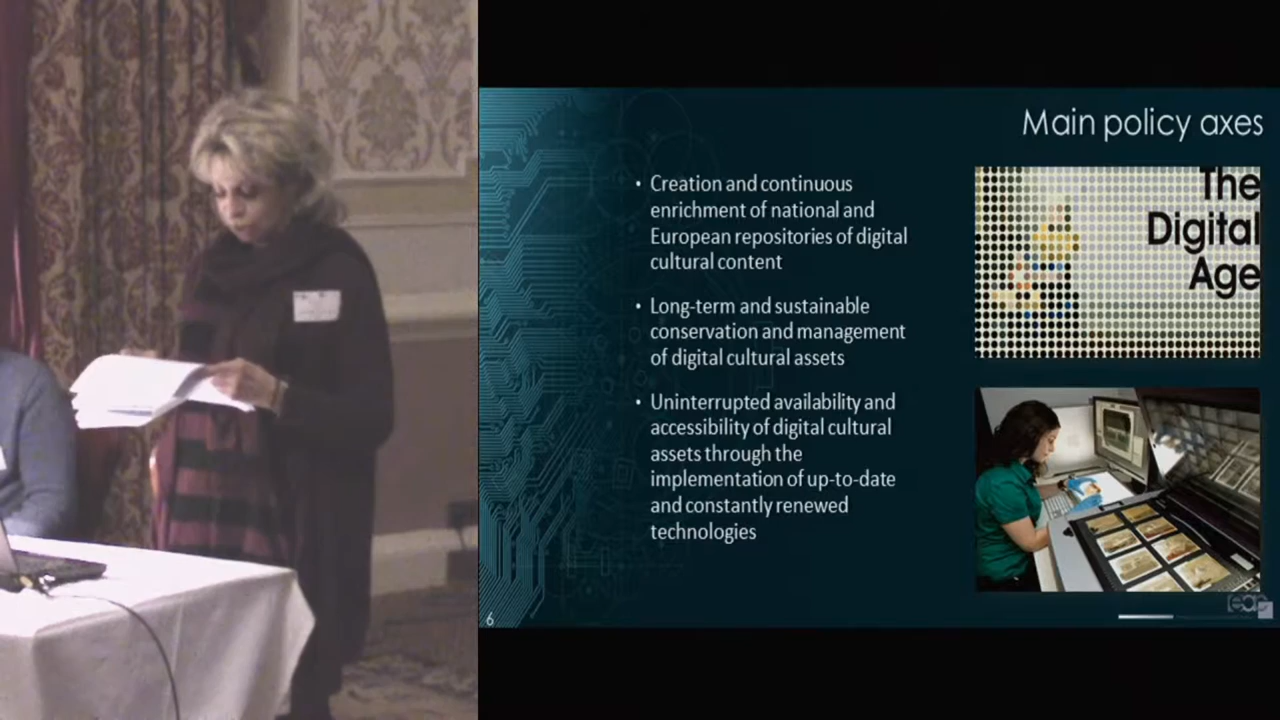 Main policy axes
• Creation and continuous
enrichment of national and
European repositories of digital
cultural content
• Long-term and sustainable
conservation and management
of digital cultural assets
• Uninterrupted availability and
accessibility of digital cultural
assets through the
implementation of up-to-date
and constantly renewed
technologies
The
Digital
Age
6